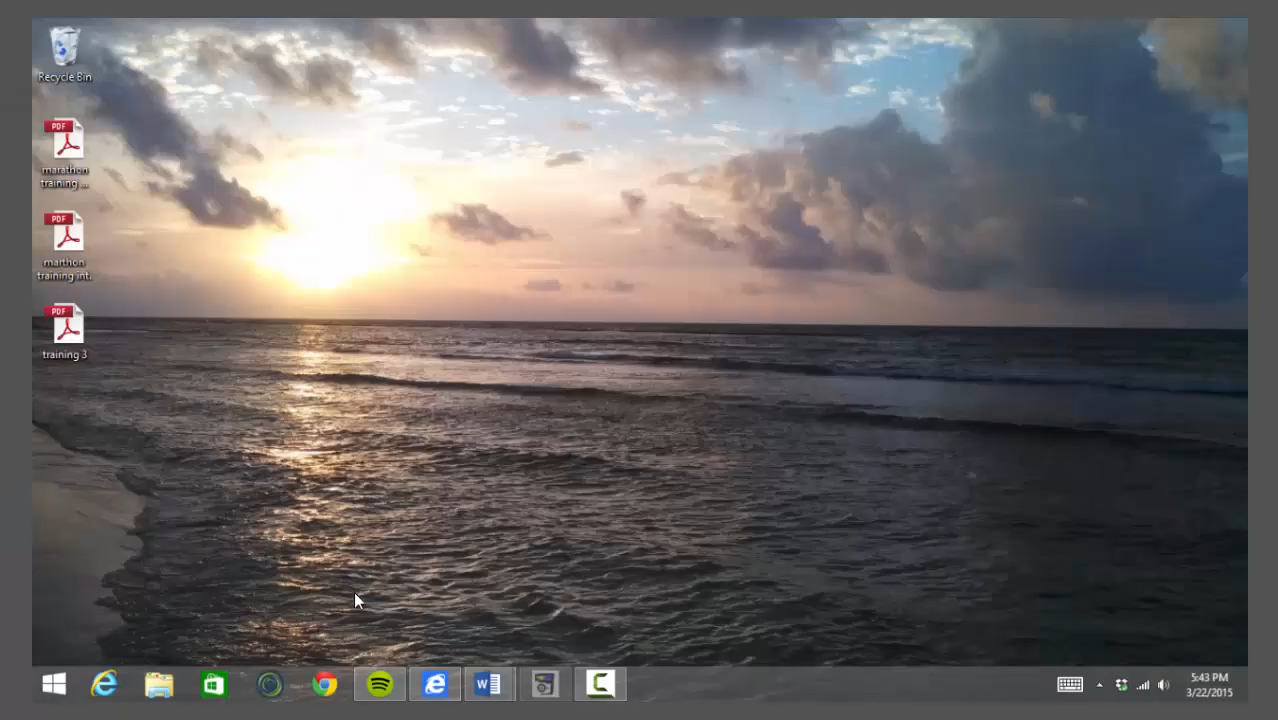 Recycle Bin
PDF
marathon
training ...
PDF
marthon
training int.
PDF
training 3
5:43 PM
3/22/2015